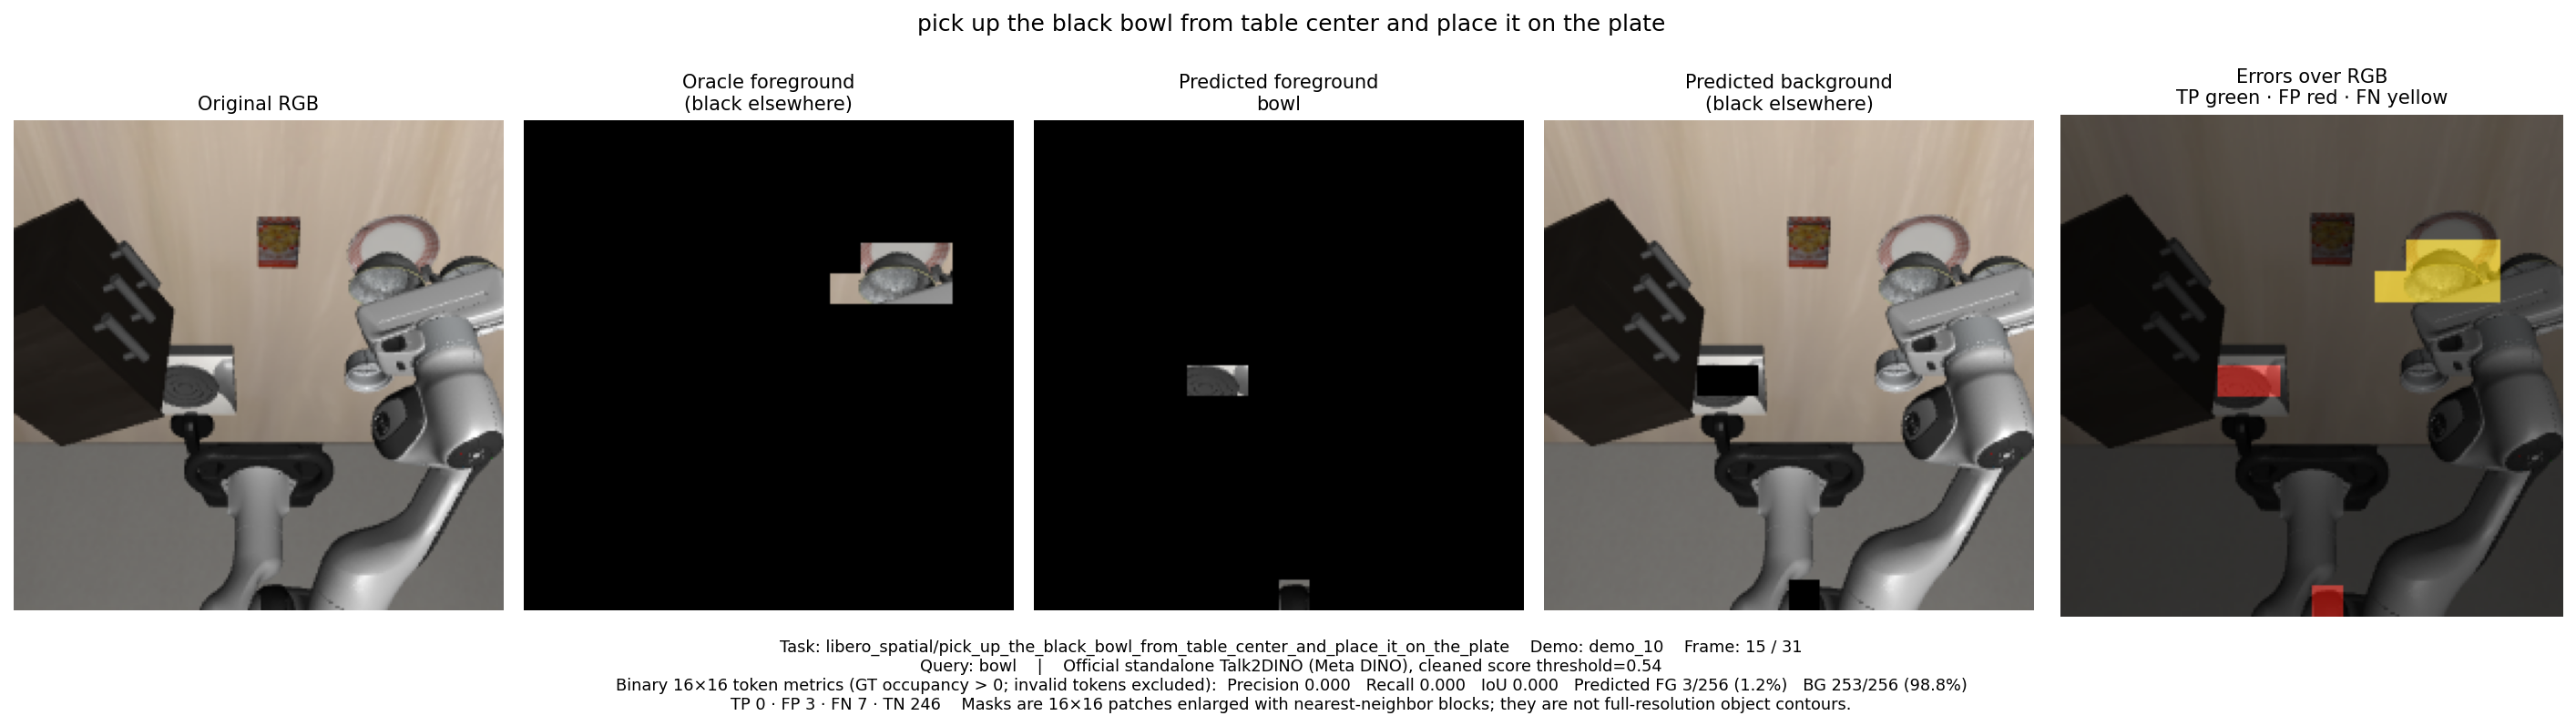 pick up the black bowl from table center and place it on the plate
Original RGB
Oracle foreground
(black elsewhere)
Predicted foreground
bowl
Predicted background
(black elsewhere)
Errors over RGB
TP green · FP red · FN yellow
Task: libero_spatial/pick_up_the_black_bowl_from_table_center_and_place_it_on_the_plate    Demo: demo_10    Frame: 15 / 31
Query: bowl    |    Official standalone Talk2DINO (Meta DINO), cleaned score threshold=0.54
Binary 16×16 token metrics (GT occupancy > 0; invalid tokens excluded):  Precision 0.000   Recall 0.000   IoU 0.000   Predicted FG 3/256 (1.2%)   BG 253/256 (98.8%)
TP 0 · FP 3 · FN 7 · TN 246    Masks are 16×16 patches enlarged with nearest-neighbor blocks; they are not full-resolution object contours.